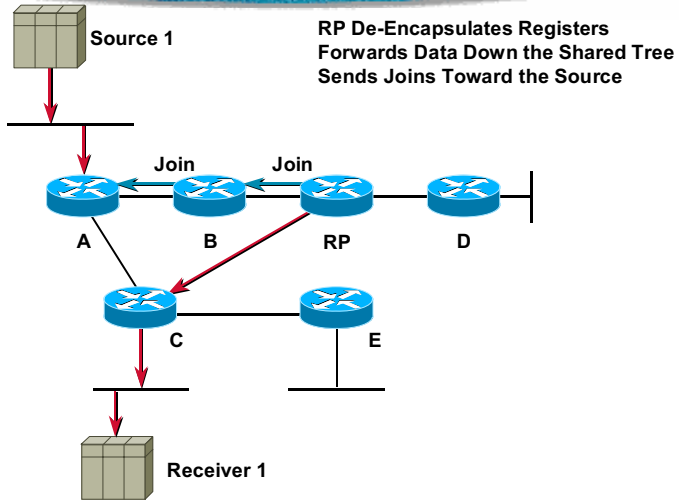 Source 1
RP De-Encapsulates Registers
Forwards Data Down the Shared Tree
Sends Joins Toward the Source
Join
Join
A
B
RP
D
C
E
Receiver 1